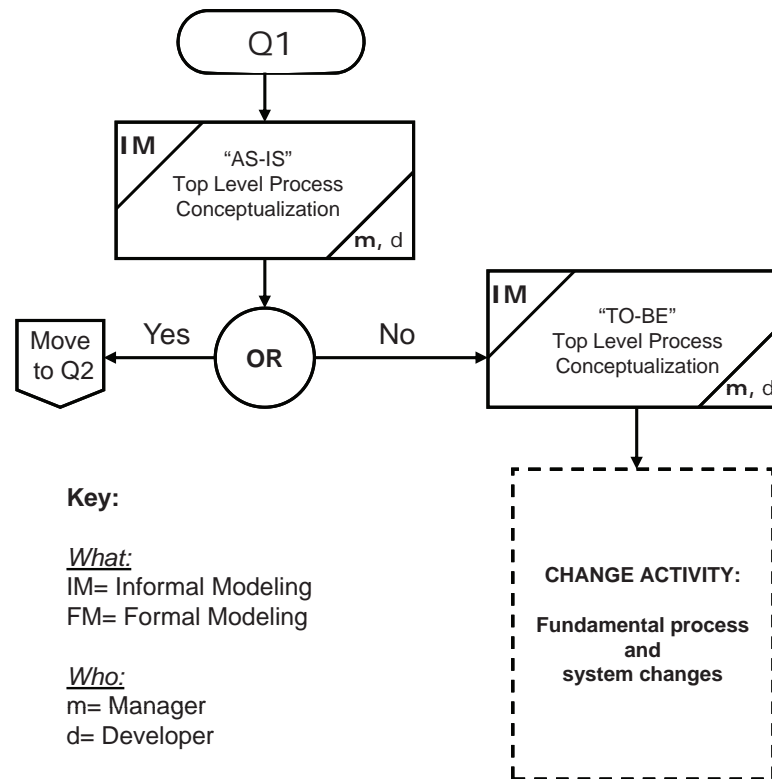 Q1
IM
“AS-IS”
Top Level Process
Conceptualization
m, d
Move
to Q2
Yes
OR
No
IM
“TO-BE”
Top Level Process
Conceptualization
m, d
Key:
What:
IM= Informal Modeling
FM= Formal Modeling
Who:
m= Manager
d= Developer
CHANGE ACTIVITY:
Fundamental process
and
system changes